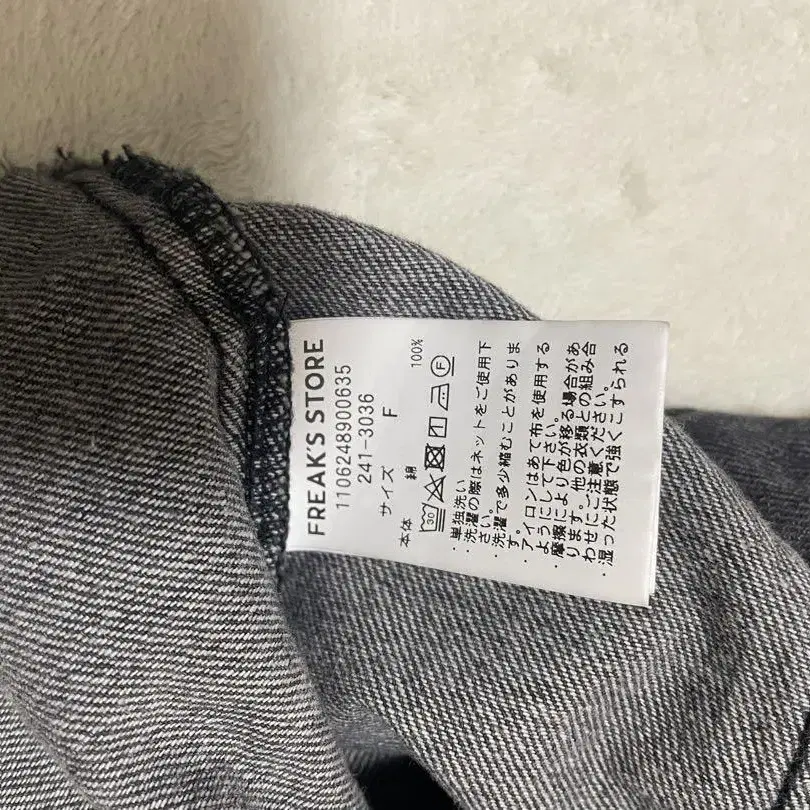 FREAK'S STORE
1106248900635
241-3036
サイズ F
本体 綿 100%
30
・単独洗い
・洗濯の際はネットをご使用下
さい。
・洗濯で多少縮むことがありま
す。
・アイロンはあて布を使用する
ようにして下さい。
・摩擦により色が移る場合があ
ります。他の衣類との組み合
わせにご注意ください。
・湿った状態で強くこすられる